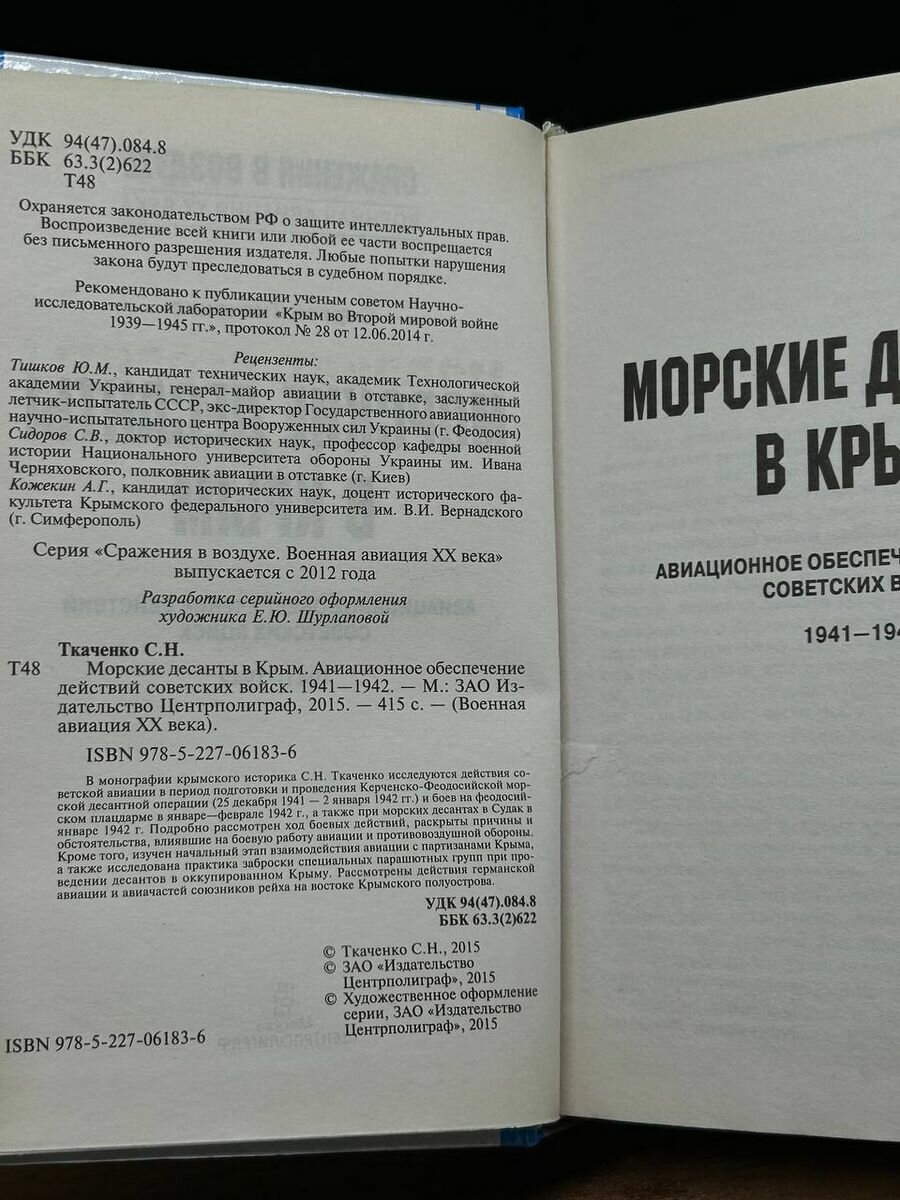 УДК 94(47).084.8
ББК 63.3(2)622
Т48
Охраняется законодательством РФ о защите интеллектуальных прав.
Воспроизведение всей книги или любой ее части воспрещается
без письменного разрешения издателя. Любые попытки нарушения
закона будут преследоваться в судебном порядке.
Рекомендовано к публикации ученым советом Научно-
исследовательской лаборатории «Крым во Второй мировой войне
1939—1945 гг.», протокол № 28 от 12.06.2014 г.
Рецензенты:
Тишков Ю.М., кандидат технических наук, академик Технологической
академии Украины, генерал-майор авиации в отставке, заслуженный
летчик-испытатель СССР, экс-директор Государственного авиационного
научно-испытательного центра Вооруженных сил Украины (г. Феодосия)
Сидоров С.В., доктор исторических наук, профессор кафедры военной
истории Национального университета обороны Украины им. Ивана
Черняховского, полковник авиации в отставке (г. Киев)
Кожекин А.Г., кандидат исторических наук, доцент исторического фа-
культета Крымского федерального университета им. В.И. Вернадского
(г. Симферополь)
Серия «Сражения в воздухе. Военная авиация XX века»
выпускается с 2012 года
Разработка серийного оформления
художника Е.Ю. Шурлаповой
Ткаченко С.Н.
Т48 Морские десанты в Крым. Авиационное обеспечение
действий советских войск. 1941—1942. — М.: ЗАО Из-
дательство Центрполиграф, 2015. — 415 с. — (Военная
авиация XX века).
ISBN 978-5-227-06183-6
В монографии крымского историка С.Н. Ткаченко исследуются действия со-
ветской авиации в период подготовки и проведения Керченско-Феодосийской мор-
ской десантной операции (25 декабря 1941 — 2 января 1942 гг.) и боев на феодосий-
ском плацдарме в январе—феврале 1942 г., а также при морских десантах в Судак в
январе 1942 г. Подробно рассмотрен ход боевых действий, раскрыты причины и
обстоятельства, влиявшие на боевую работу авиации и противовоздушной обороны.
Кроме того, изучен начальный этап взаимодействия авиации с партизанами Крыма,
а также исследована практика заброски специальных парашютных групп при про-
ведении десантов в оккупированном Крыму. Рассмотрены действия германской
авиации и авиачастей союзников рейха на востоке Крымского полуострова.
УДК 94(47).084.8
ББК 63.3(2)622
© Ткаченко С.Н., 2015
© ЗАО «Издательство
Центрполиграф», 2015
© Художественное оформление
серии, ЗАО «Издательство
Центрполиграф», 2015
ISBN 978-5-227-06183-6
МОРСКИЕ Д
В КРЫ
АВИАЦИОННОЕ ОБЕСПЕЧ
СОВЕТСКИХ В
1941—194